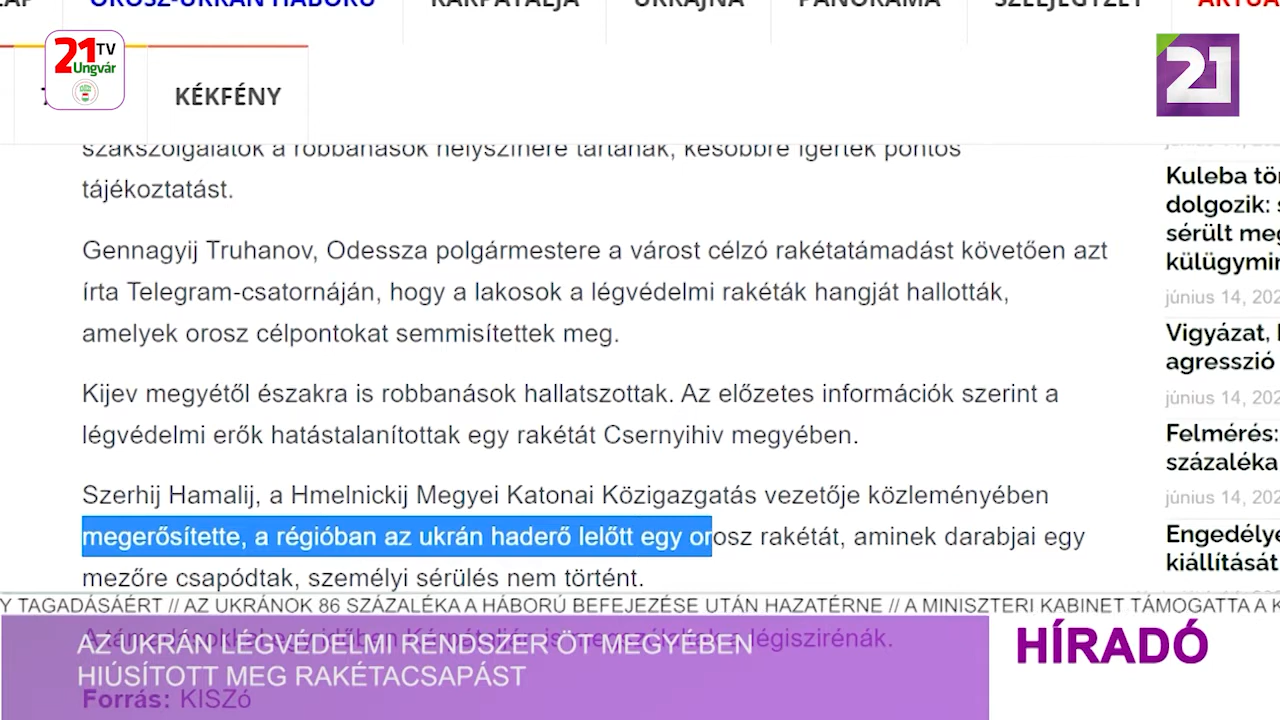 OROSZ-UKRÁN HÁBORÚ KÁRPÁTALJA UKRAJNA PANORÁMA SZÉLJEGYZET
21 TV
Ungvár
KÉKFÉNY
21
szakszolgálatok a robbanások helyszínére tartanak, későbbre ígértek pontos
tájékoztatást.
Gennagyij Truhanov, Odessza polgármestere a várost célzó rakétatámadást követően azt
írta Telegram-csatornáján, hogy a lakosok a légvédelmi rakéták hangját hallották,
amelyek orosz célpontokat semmisítettek meg.
Kijev megyétől északra is robbanások hallatszottak. Az előzetes információk szerint a
légvédelmi erők hatástalanítottak egy rakétát Csernyihiv megyében.
Szerhij Hamalij, a Hmelnickij Megyei Katonai Közigazgatás vezetője közleményében
megerősítette, a régióban az ukrán haderő lelőtt egy orosz rakétát, aminek darabjai egy
mezőre csapódtak, személyi sérülés nem történt.
Kuleba
dolgozik:
sérült
június 14,
Vigyázat,
agresszió
június 14,
Felmérés:
százaléka
június 14,
kiállítását
TAGADÁSÁÉRT // AZ UKRÁNOK 86 SZÁZALÉKA A HÁBORÚ BEFEJEZÉSE UTÁN HAZATÉRNE // A MINISZTERI KABINET TÁMOGATTA A
légiszirénák.
AZ UKRÁN LÉGVÉDELMI RENDSZER ÖT MEGYÉBEN
HIÚSÍTOTT MEG RAKÉTACSAPÁST
Forrás: KISZó
HÍRADÓ